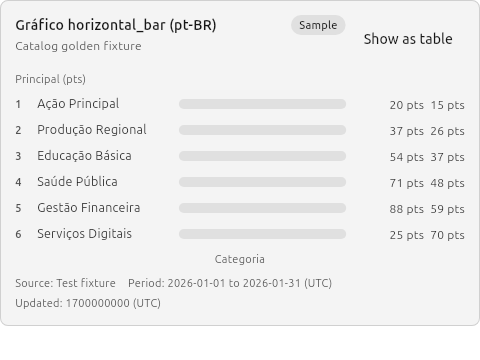 Gráfico horizontal_bar (pt-BR)
Sample
Show as table
Catalog golden fixture
Principal (pts)
1 Ação Principal 20 pts 15 pts
2 Produção Regional 37 pts 26 pts
3 Educação Básica 54 pts 37 pts
4 Saúde Pública 71 pts 48 pts
5 Gestão Financeira 88 pts 59 pts
6 Serviços Digitais 25 pts 70 pts
Categoria
Source: Test fixture Period: 2026-01-01 to 2026-01-31 (UTC)
Updated: 1700000000 (UTC)